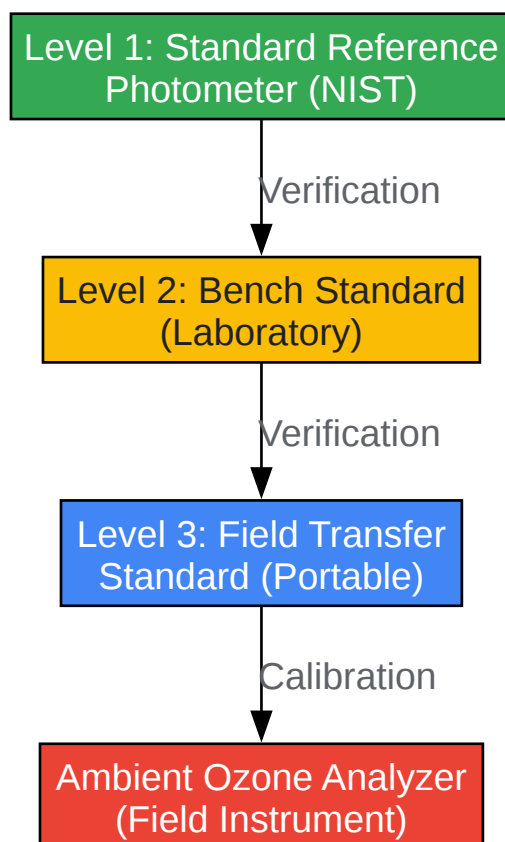 Level 1: Standard Reference
Photometer (NIST)
Verification
Level 2: Bench Standard
(Laboratory)
Verification
Level 3: Field Transfer
Standard (Portable)
Calibration
Ambient Ozone Analyzer
(Field Instrument)